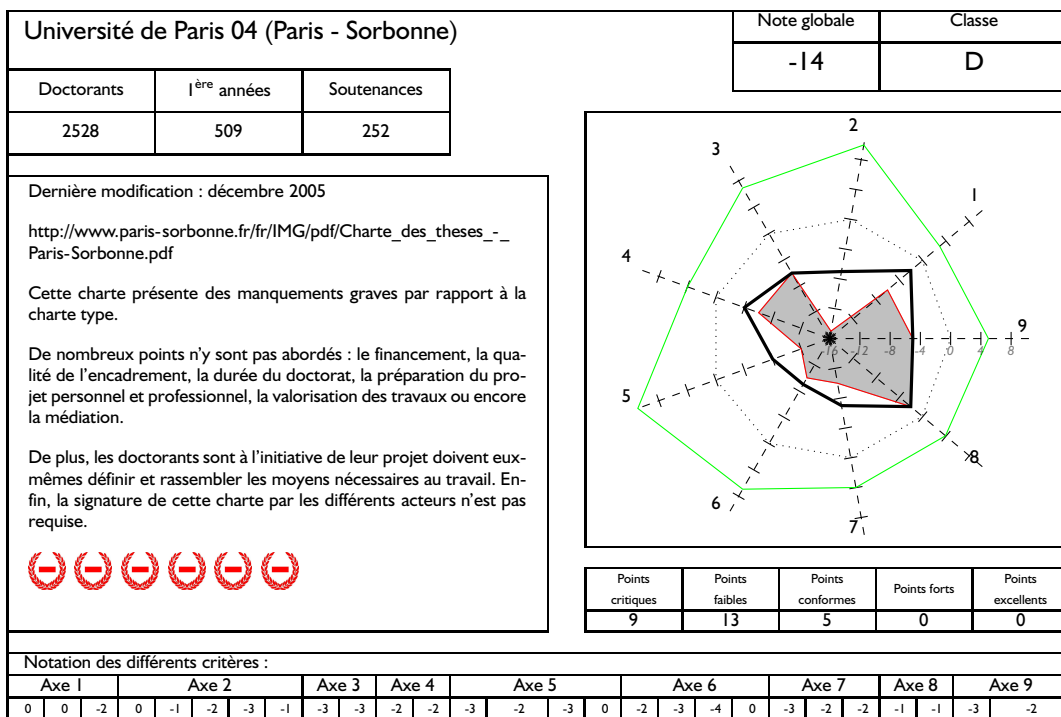 Université de Paris 04 (Paris - Sorbonne)
Note globale Classe
-14 D
Doctorants 1ère années Soutenances
2528 509 252
Dernière modification : décembre 2005
http://www.paris-sorbonne.fr/fr/IMG/pdf/Charte_des_theses_-_
Paris-Sorbonne.pdf
Cette charte présente des manquements graves par rapport à la
charte type.
De nombreux points n'y sont pas abordés : le financement, la qua-
lité de l'encadrement, la durée du doctorat, la préparation du pro-
jet personnel et professionnel, la valorisation des travaux ou encore
la médiation.
De plus, les doctorants sont à l'initiative de leur projet doivent eux-
mêmes définir et rassembler les moyens nécessaires au travail. En-
fin, la signature de cette charte par les différents acteurs n'est pas
requise.
2
3
1
4
9
-16 -12 -8 -4 0 4 8
5
8
6
7
Points critiques Points faibles Points conformes Points forts Points excellents
9 13 5 0 0
Notation des différents critères :
Axe 1 Axe 2 Axe 3 Axe 4 Axe 5 Axe 6 Axe 7 Axe 8 Axe 9
0 0 -2 0 -1 -2 -3 -1 -3 -3 -2 -2 -3 -2 -3 0 -2 -3 -4 0 -3 -2 -2 -1 -1 -3 -2